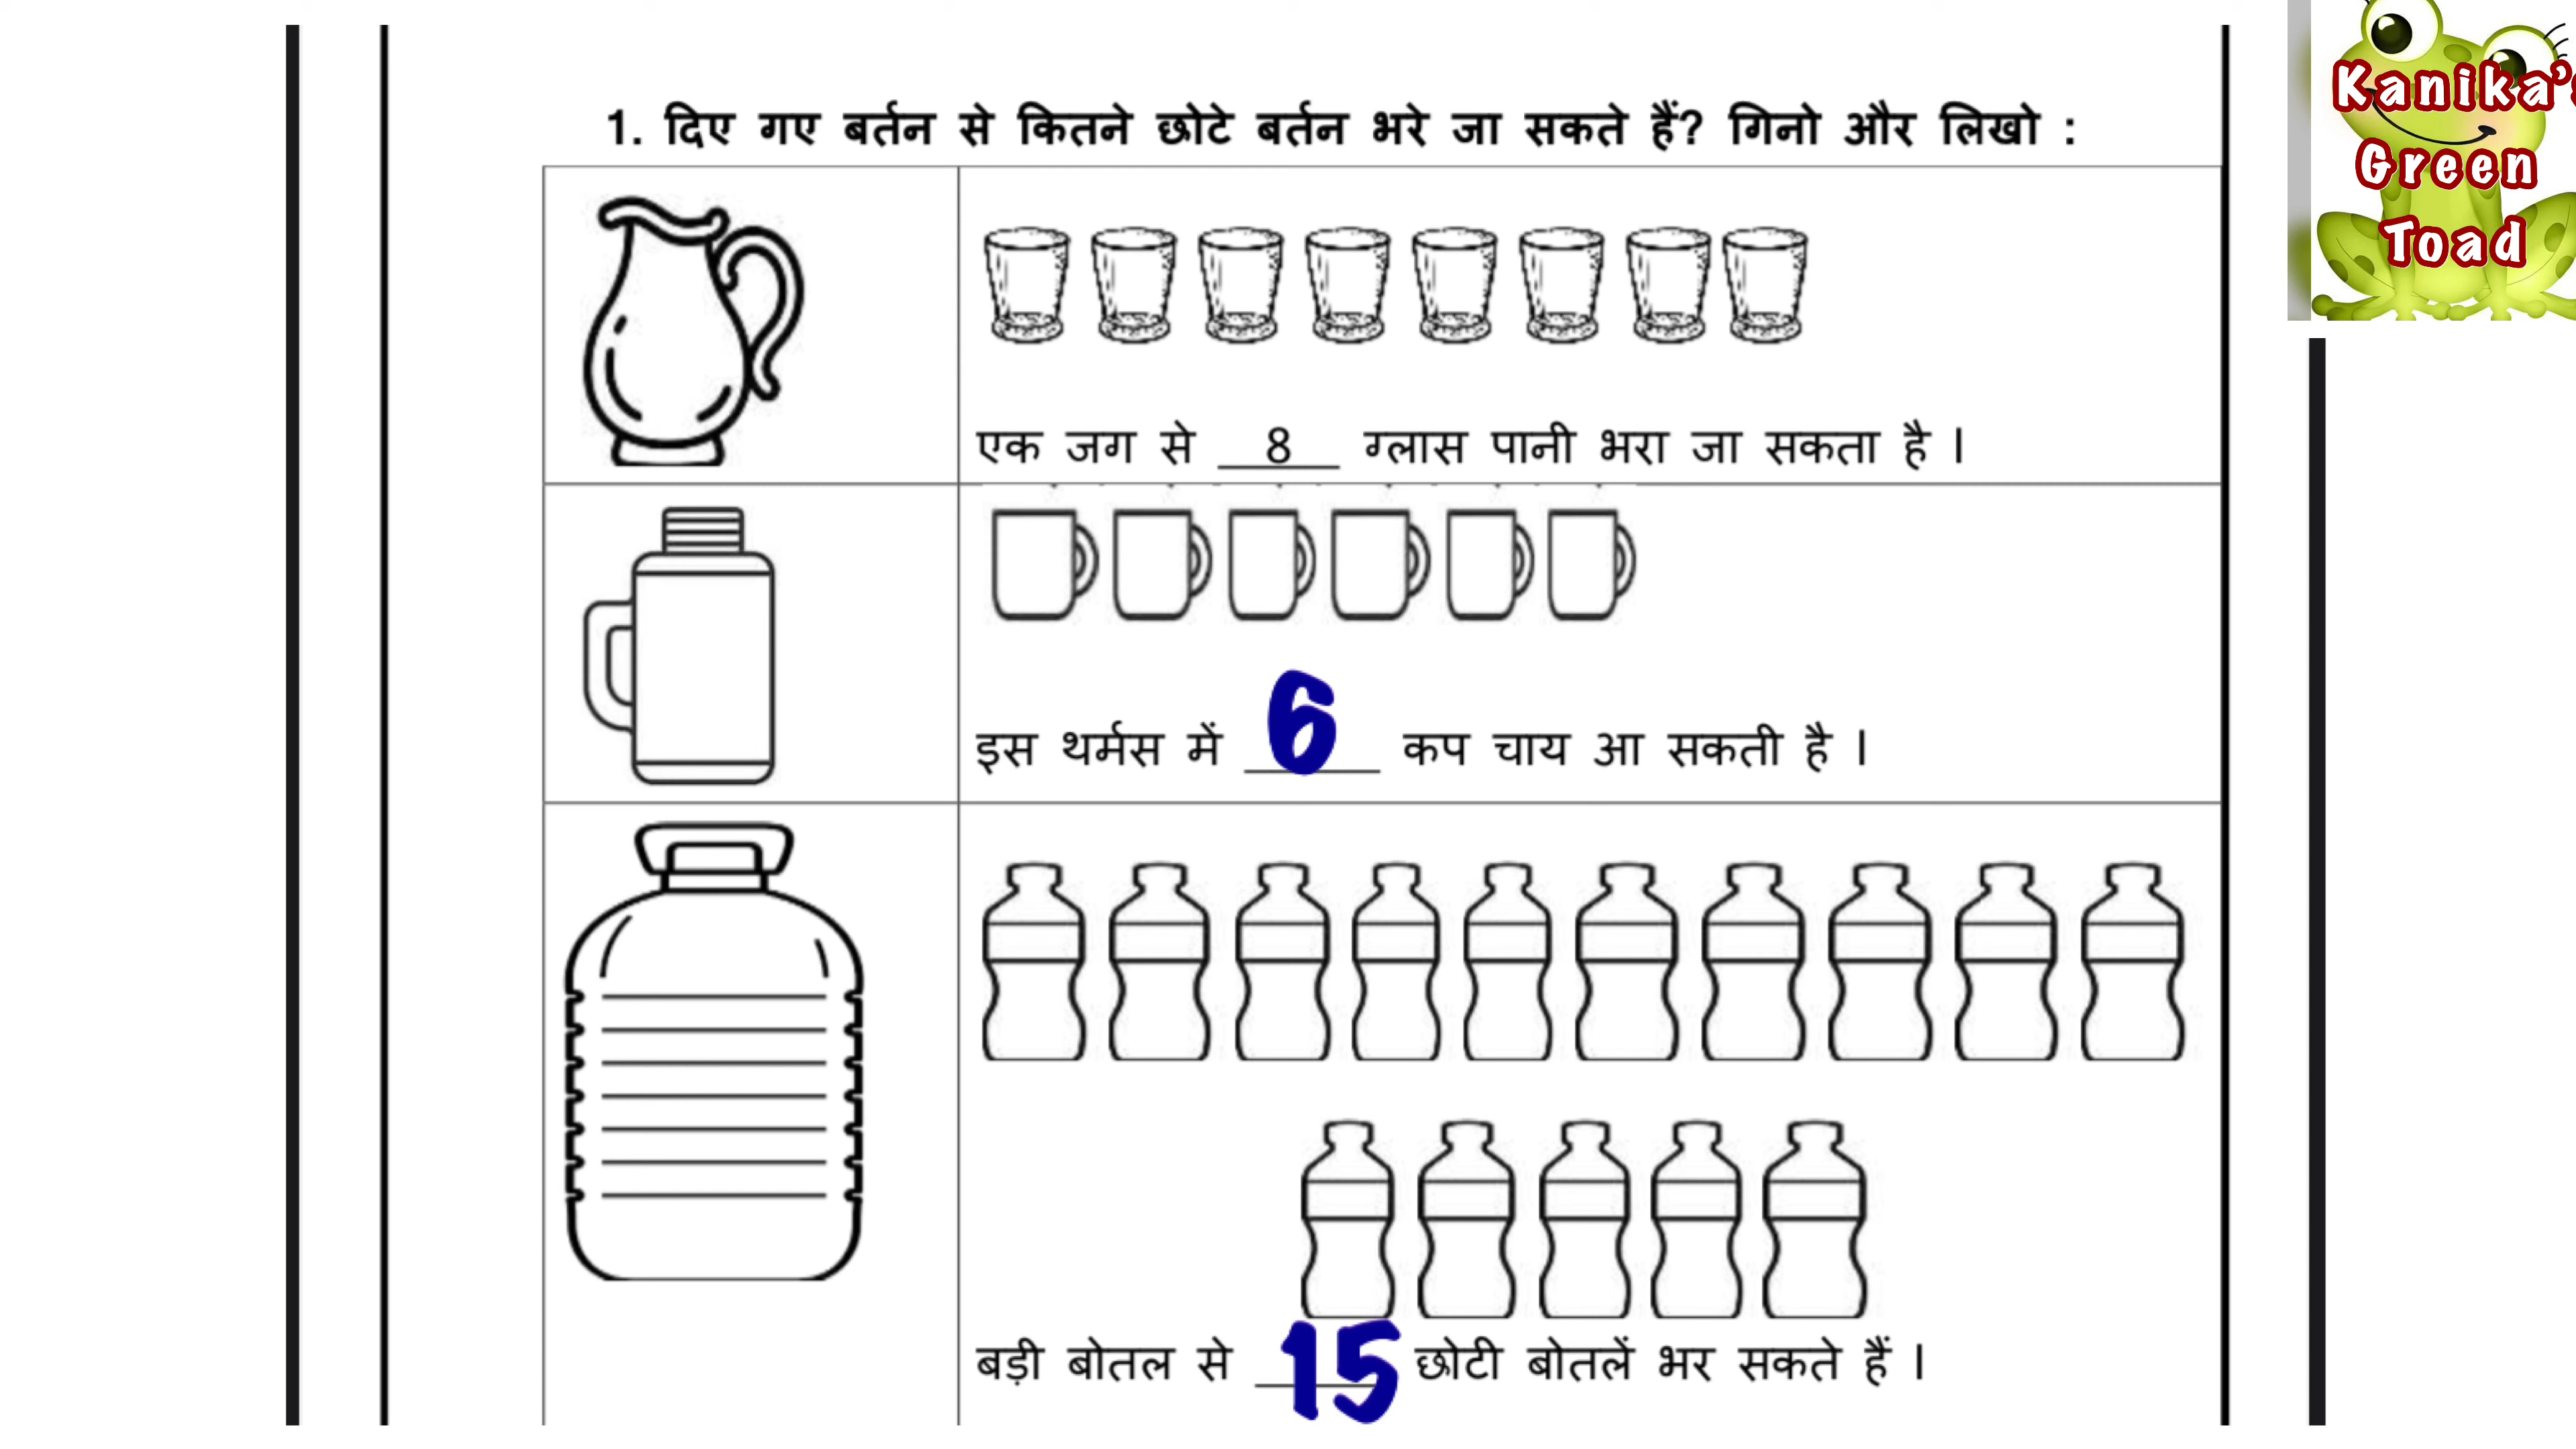 1. दिए गए बर्तन से कितने छोटे बर्तन भरे जा सकते हैं? गिनो और लिखो :
एक जग से 8 ग्लास पानी भरा जा सकता है ।
इस थर्मस में 6 कप चाय आ सकती है ।
बड़ी बोतल से 15 छोटी बोतलें भर सकते हैं ।
Kanika's
Green
Toad